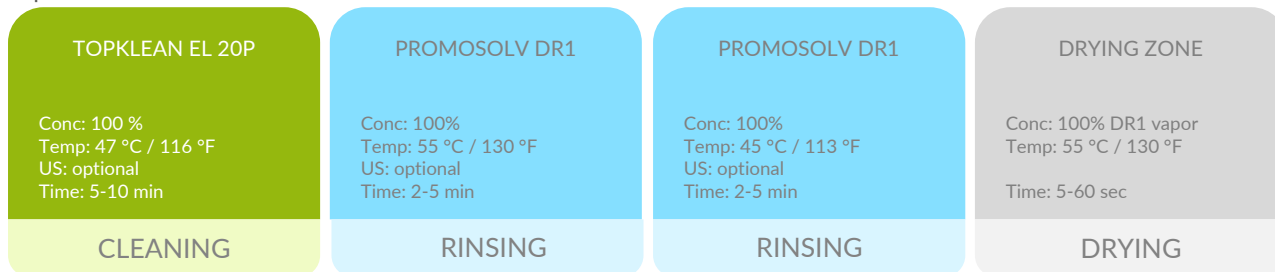 TOPKLEAN EL 20P
Conc: 100 %
Temp: 47 °C / 116 °F
US: optional
Time: 5-10 min
CLEANING
PROMOSOLV DR1
Conc: 100%
Temp: 55 °C / 130 °F
US: optional
Time: 2-5 min
RINSING
PROMOSOLV DR1
Conc: 100%
Temp: 45 °C / 113 °F
US: optional
Time: 2-5 min
RINSING
DRYING ZONE
Conc: 100% DR1 vapor
Temp: 55 °C / 130 °F
Time: 5-60 sec
DRYING